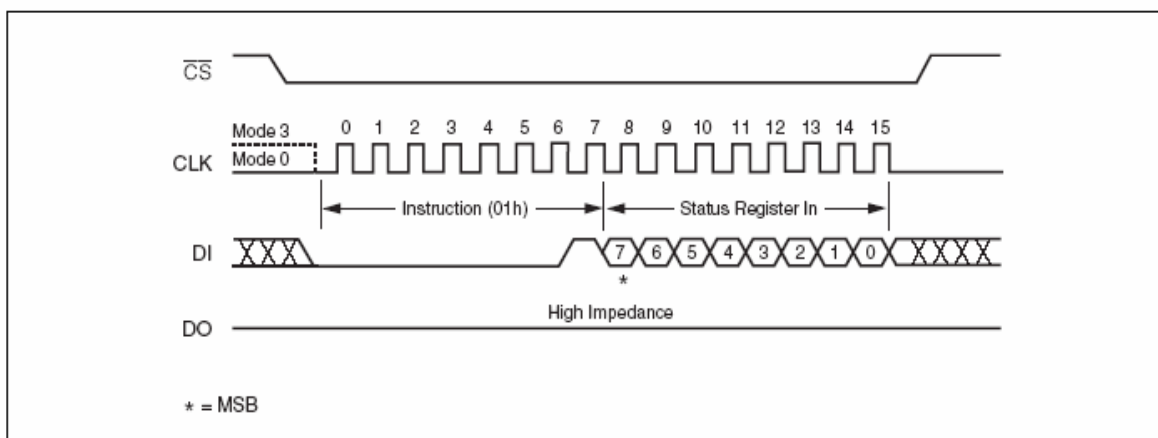 CS
Mode 3
0 1 2 3 4 5 6 7 8 9 10 11 12 13 14 15
CLK
Mode 0
Instruction (01h)
Status Register In
DI
7 6 5 4 3 2 1 0
*
High Impedance
DO
* = MSB